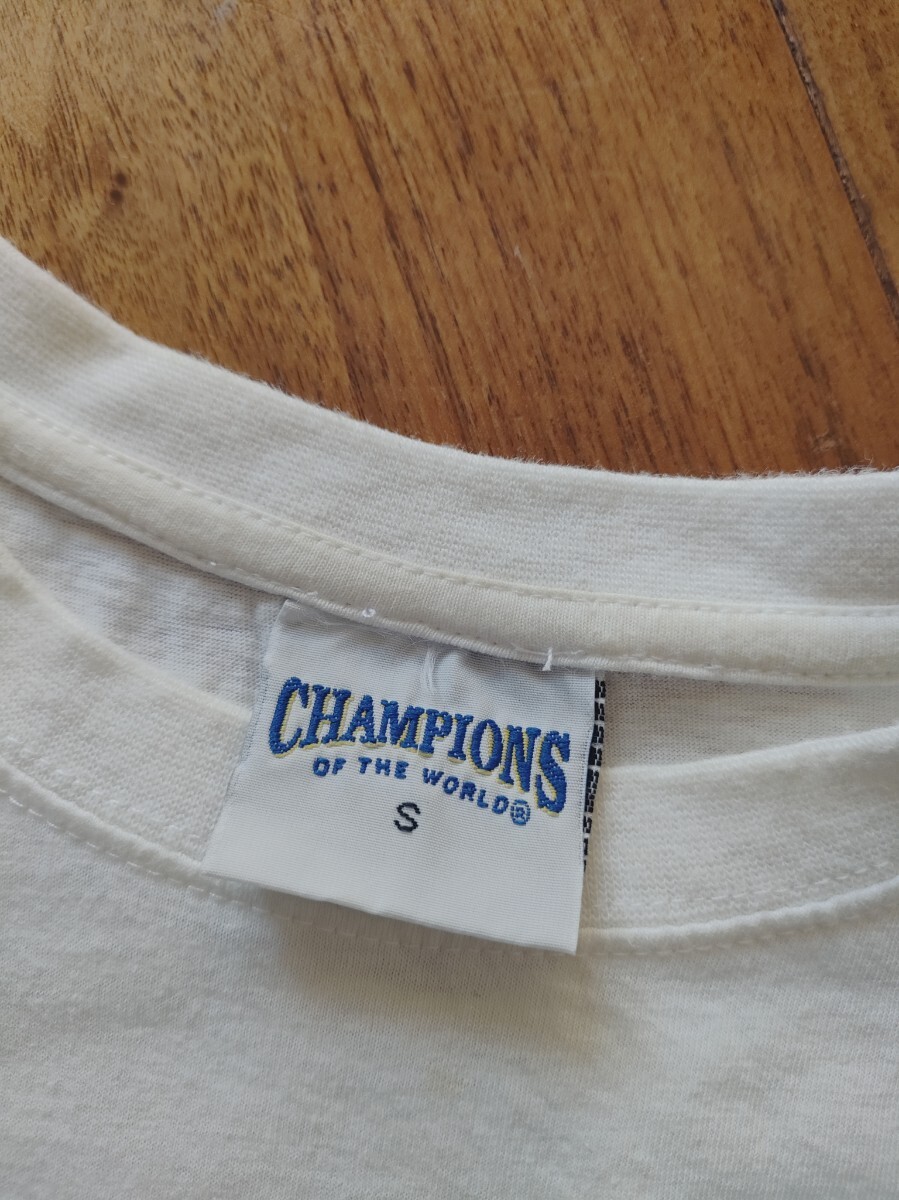 CHAMPIONS
OF THE WORLD®
S